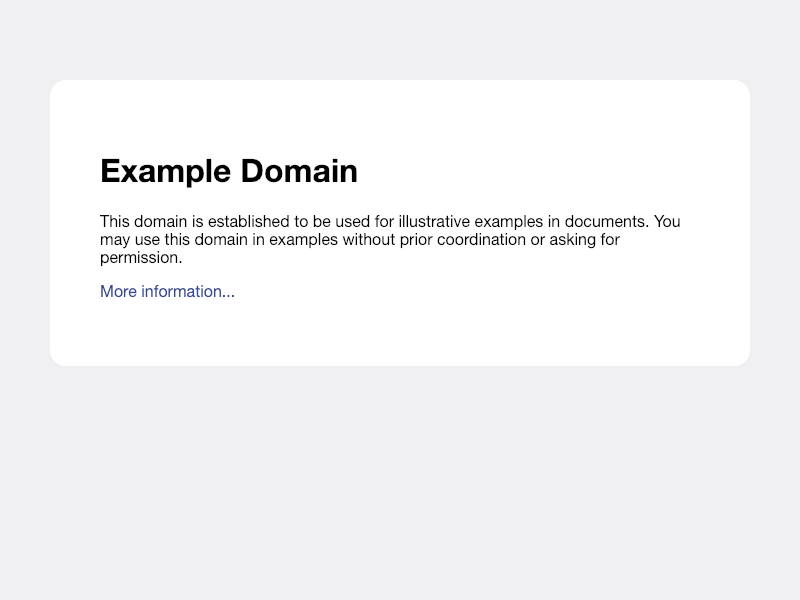 Example Domain
This domain is established to be used for illustrative examples in documents. You
may use this domain in examples without prior coordination or asking for
permission.
More information...